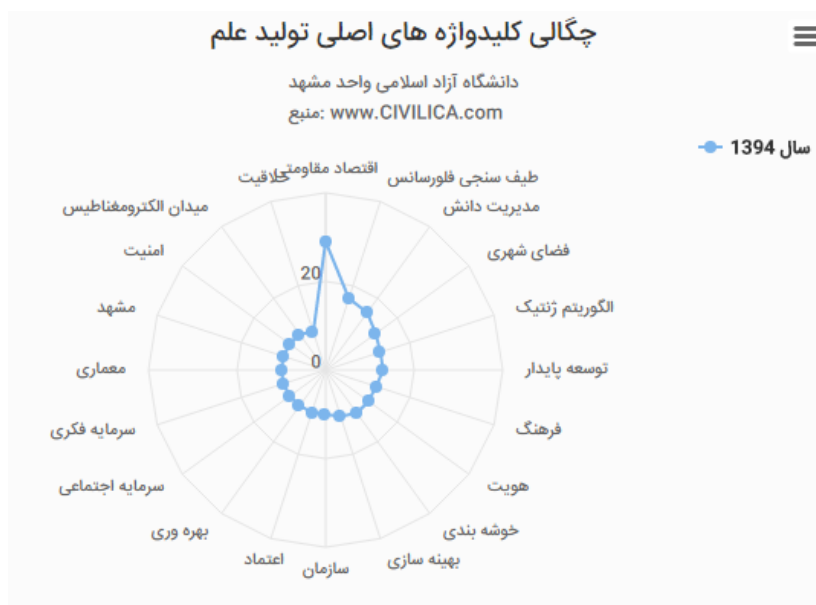 چگالی کلیدواژه های اصلی تولید علم
دانشگاه آزاد اسلامی واحد مشهد
منبع: www.CIVILICA.com
سال 1394
اقتصاد مقاومتی
طیف سنجی فلورسانس
مدیریت دانش
فضای شهری
الگوریتم ژنتیک
توسعه پایدار
فرهنگ
هویت
خوشه بندی
بهینه سازی
سازمان
اعتماد
بهره وری
سرمایه اجتماعی
سرمایه فکری
معماری
مشهد
امنیت
میدان الکترومغناطیس
خلاقیت
20
0